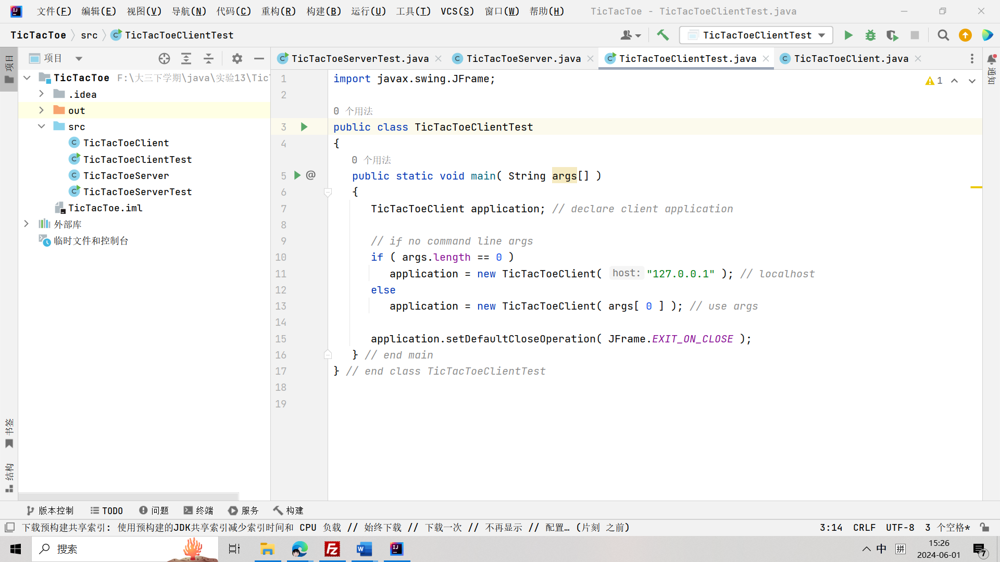 文件(F) 编辑(E) 视图(V) 导航(N) 代码(C) 重构(R) 构建(B) 运行(U) 工具(T) VCS(S) 窗口(W) 帮助(H) TicTacToe - TicTacToeClientTest.java
TicTacToe src TicTacToeClientTest TicTacToeClientTest
项目 TicTacToeServerTest.java TicTacToeServer.java TicTacToeClientTest.java TicTacToeClient.java
项目
通知
TicTacToe F:\大三下学期\java\实验13\Tic
.idea
out
src
TicTacToeClient
TicTacToeClientTest
TicTacToeServer
TicTacToeServerTest
TicTacToe.iml
外部库
临时文件和控制台
1 import javax.swing.JFrame;
1
2
0 个用法
3 public class TicTacToeClientTest
4 {
0 个用法
5 @ public static void main( String args[] )
6 {
7 TicTacToeClient application; // declare client application
8
9 // if no command line args
10 if ( args.length == 0 )
11 application = new TicTacToeClient( host: "127.0.0.1" ); // localhost
12 else
13 application = new TicTacToeClient( args[ 0 ] ); // use args
14
15 application.setDefaultCloseOperation( JFrame.EXIT_ON_CLOSE );
16 } // end main
17 } // end class TicTacToeClientTest
18
19
书签
结构
版本控制 TODO 问题 终端 服务 构建
下载预构建共享索引: 使用预构建的JDK共享索引减少索引时间和 CPU 负载 // 始终下载 // 下载一次 // 不再显示 // 配置… (片刻 之前) 3:14 CRLF UTF-8 3 个空格*
搜索 中 拼 15:26
2024-06-01 7